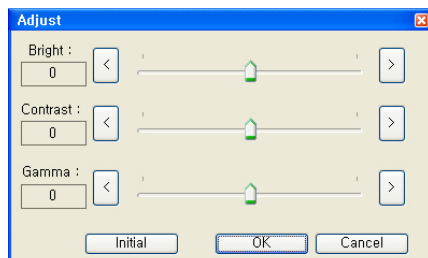 Adjust
Bright :
0
<
>
Contrast :
0
<
>
Gamma :
0
<
>
Initial OK Cancel